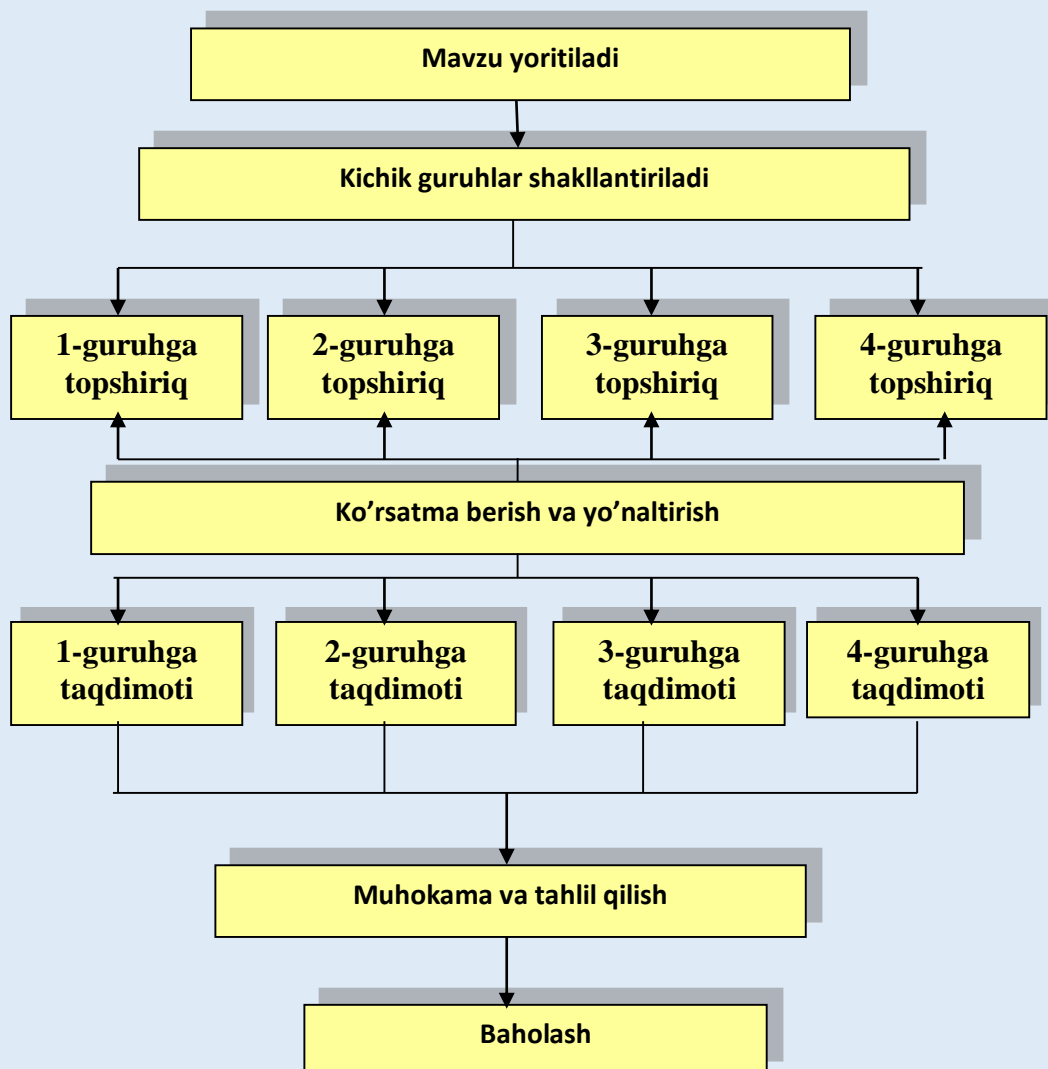 Mavzu yoritiladi
Kichik guruhlar shakllantiriladi
1-guruhga
topshiriq
2-guruhga
topshiriq
3-guruhga
topshiriq
4-guruhga
topshiriq
Ko’rsatma berish va yo’naltirish
1-guruhga
taqdimoti
2-guruhga
taqdimoti
3-guruhga
taqdimoti
4-guruhga
taqdimoti
Muhokama va tahlil qilish
Baholash